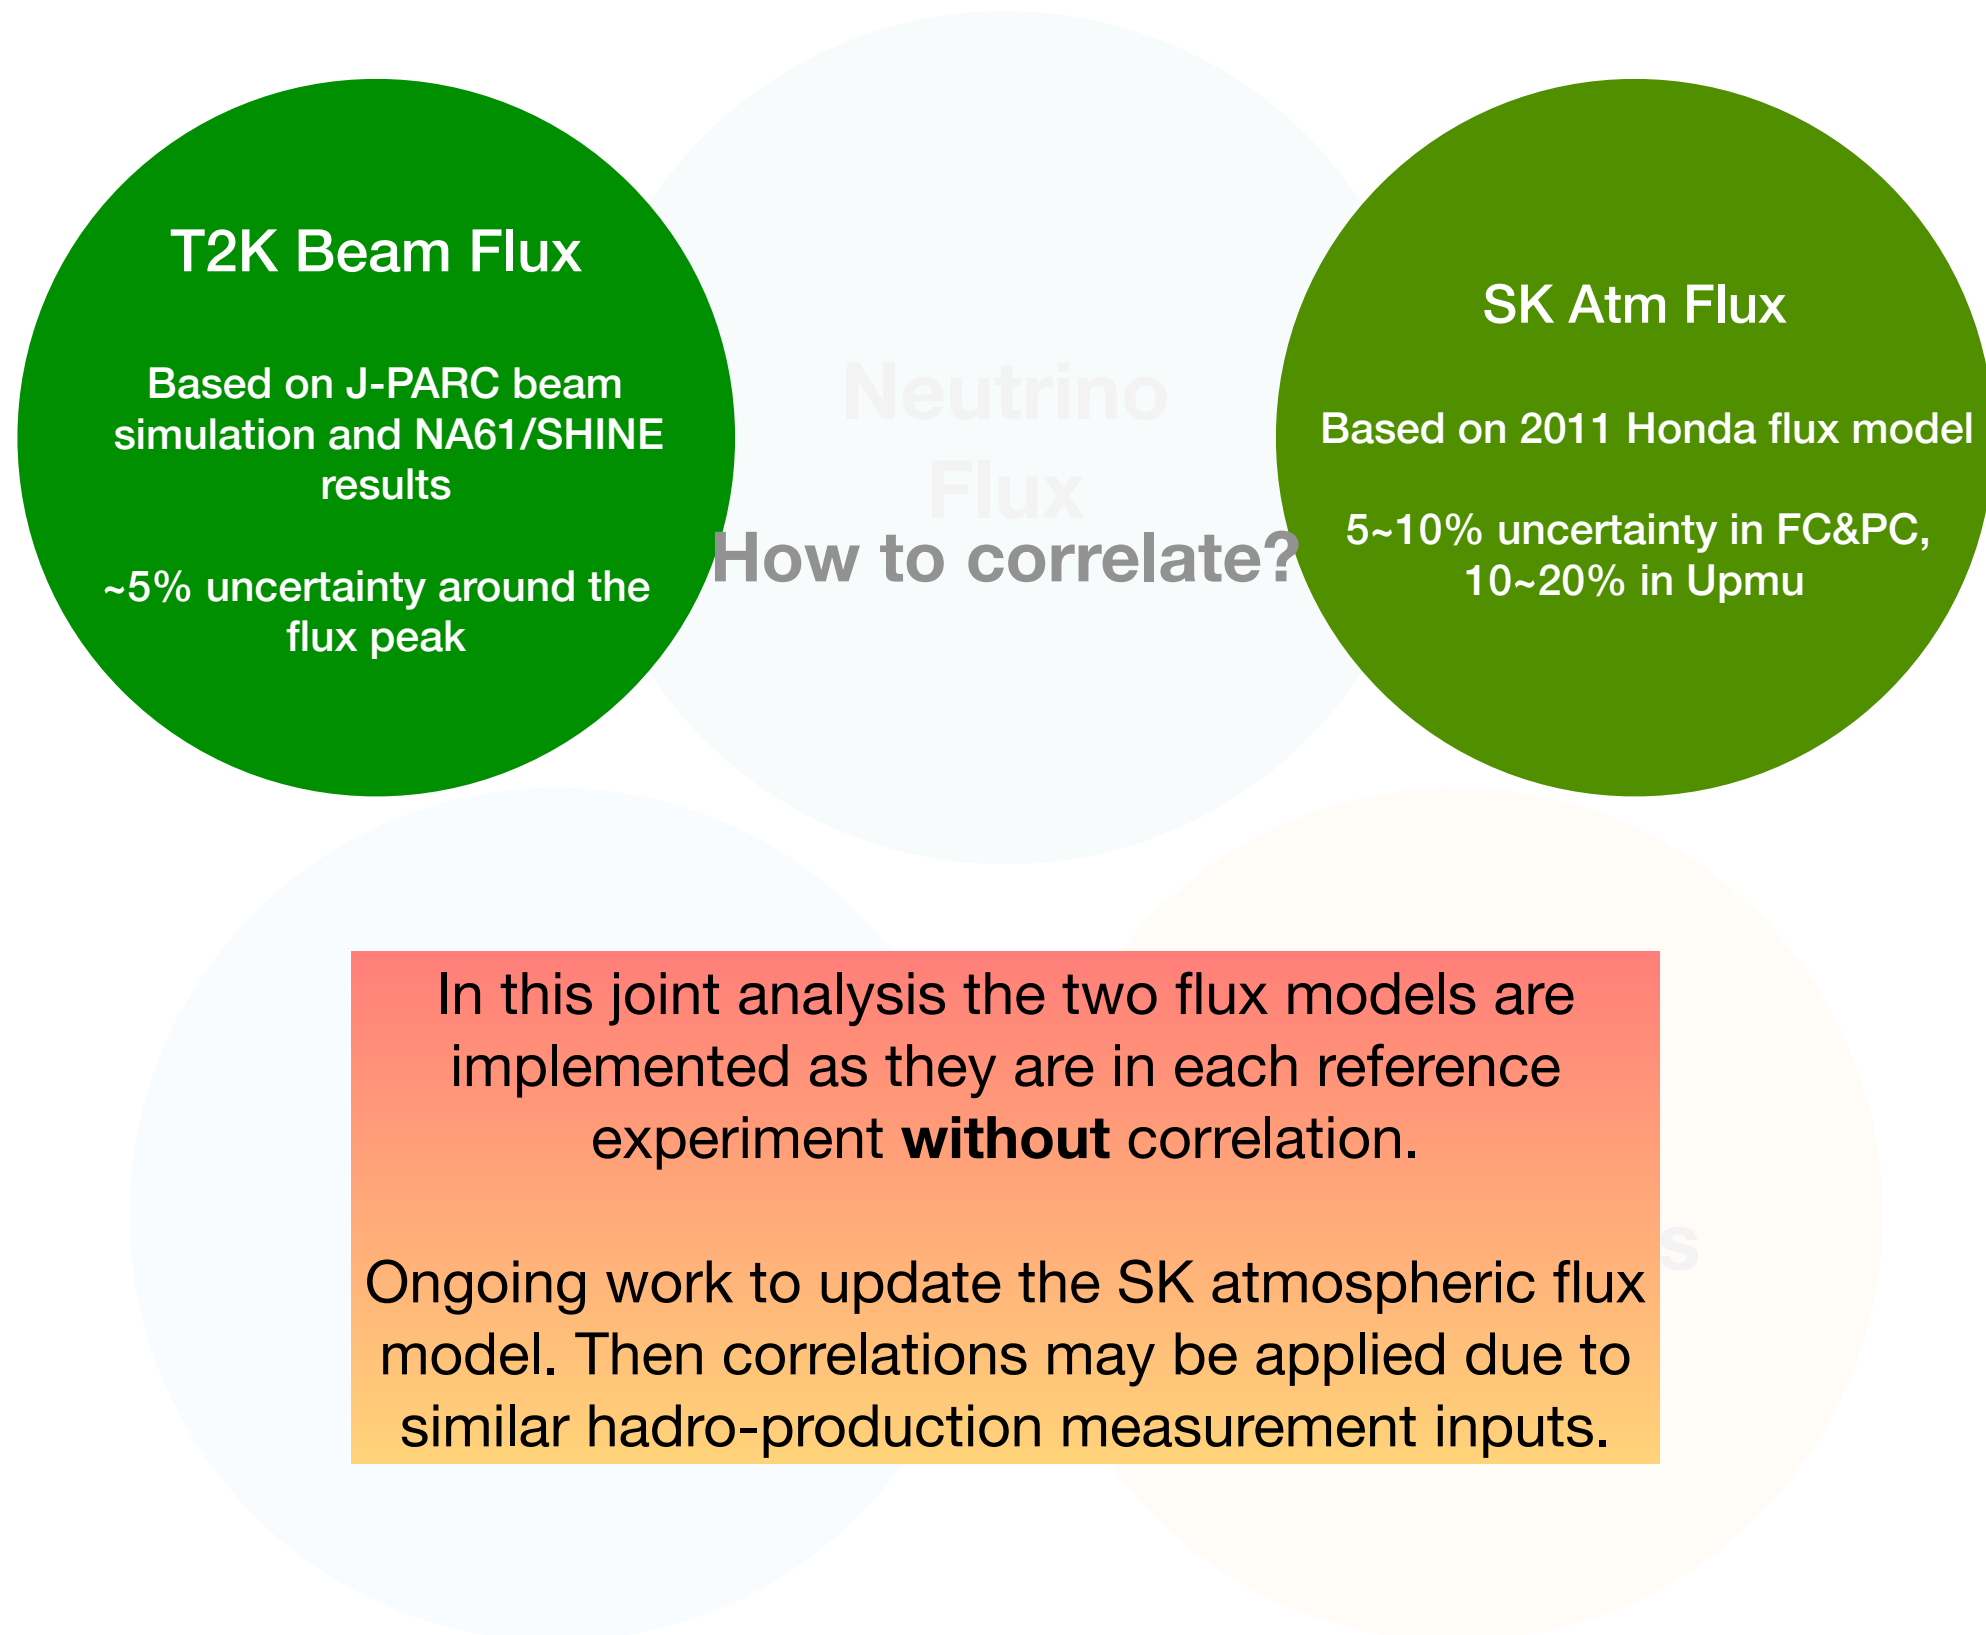 T2K Beam Flux
Based on J-PARC beam
simulation and NA61/SHINE
results
~5% uncertainty around the
flux peak
Neutrino
Flux
How to correlate?
SK Atm Flux
Based on 2011 Honda flux model
5~10% uncertainty in FC&PC,
10~20% in Upmu
In this joint analysis the two flux models are
implemented as they are in each reference
experiment without correlation.
Ongoing work to update the SK atmospheric flux
model. Then correlations may be applied due to
similar hadro-production measurement inputs.